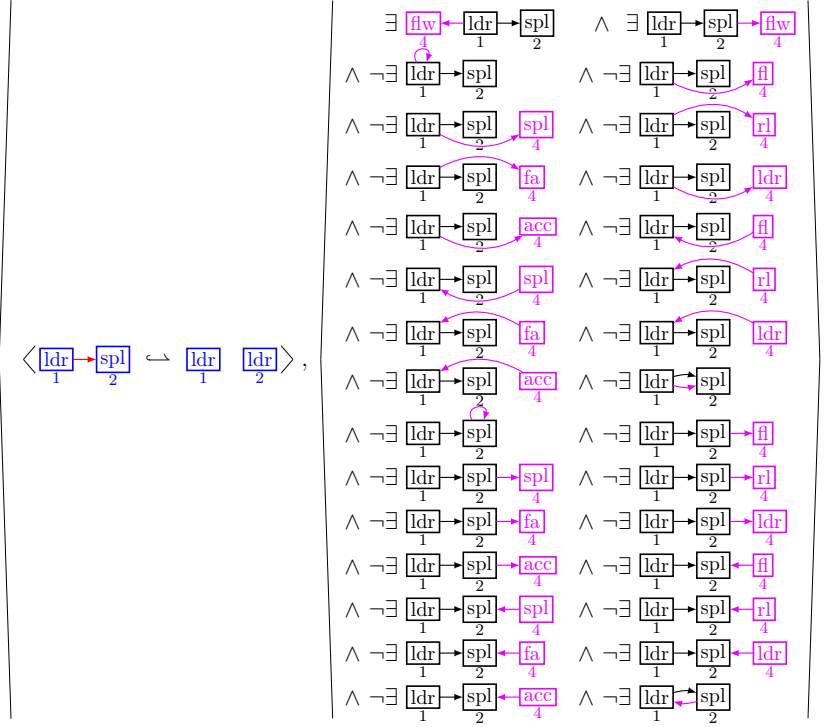 ⟨ ldr spl ↪ ldr ldr ⟩ ,
1 2 1 2
∃ flw ldr spl ∧ ∃ ldr spl flw
4 1 2 1 2 4
∧ ¬∃ ldr spl ∧ ¬∃ ldr spl fl
1 2 1 2 4
∧ ¬∃ ldr spl spl ∧ ¬∃ ldr spl rl
1 2 4 1 2 4
∧ ¬∃ ldr spl fa ∧ ¬∃ ldr spl ldr
1 2 4 1 2 4
∧ ¬∃ ldr spl acc ∧ ¬∃ ldr spl fl
1 2 4 1 2 4
∧ ¬∃ ldr spl spl ∧ ¬∃ ldr spl rl
1 2 4 1 2 4
∧ ¬∃ ldr spl fa ∧ ¬∃ ldr spl ldr
1 2 4 1 2 4
∧ ¬∃ ldr spl acc ∧ ¬∃ ldr spl
1 2 4 1 2
∧ ¬∃ ldr spl ∧ ¬∃ ldr spl fl
1 2 1 2 4
∧ ¬∃ ldr spl spl ∧ ¬∃ ldr spl rl
1 2 4 1 2 4
∧ ¬∃ ldr spl fa ∧ ¬∃ ldr spl ldr
1 2 4 1 2 4
∧ ¬∃ ldr spl acc ∧ ¬∃ ldr spl fl
1 2 4 1 2 4
∧ ¬∃ ldr spl spl ∧ ¬∃ ldr spl rl
1 2 4 1 2 4
∧ ¬∃ ldr spl fa ∧ ¬∃ ldr spl ldr
1 2 4 1 2 4
∧ ¬∃ ldr spl acc ∧ ¬∃ ldr spl
1 2 4 1 2